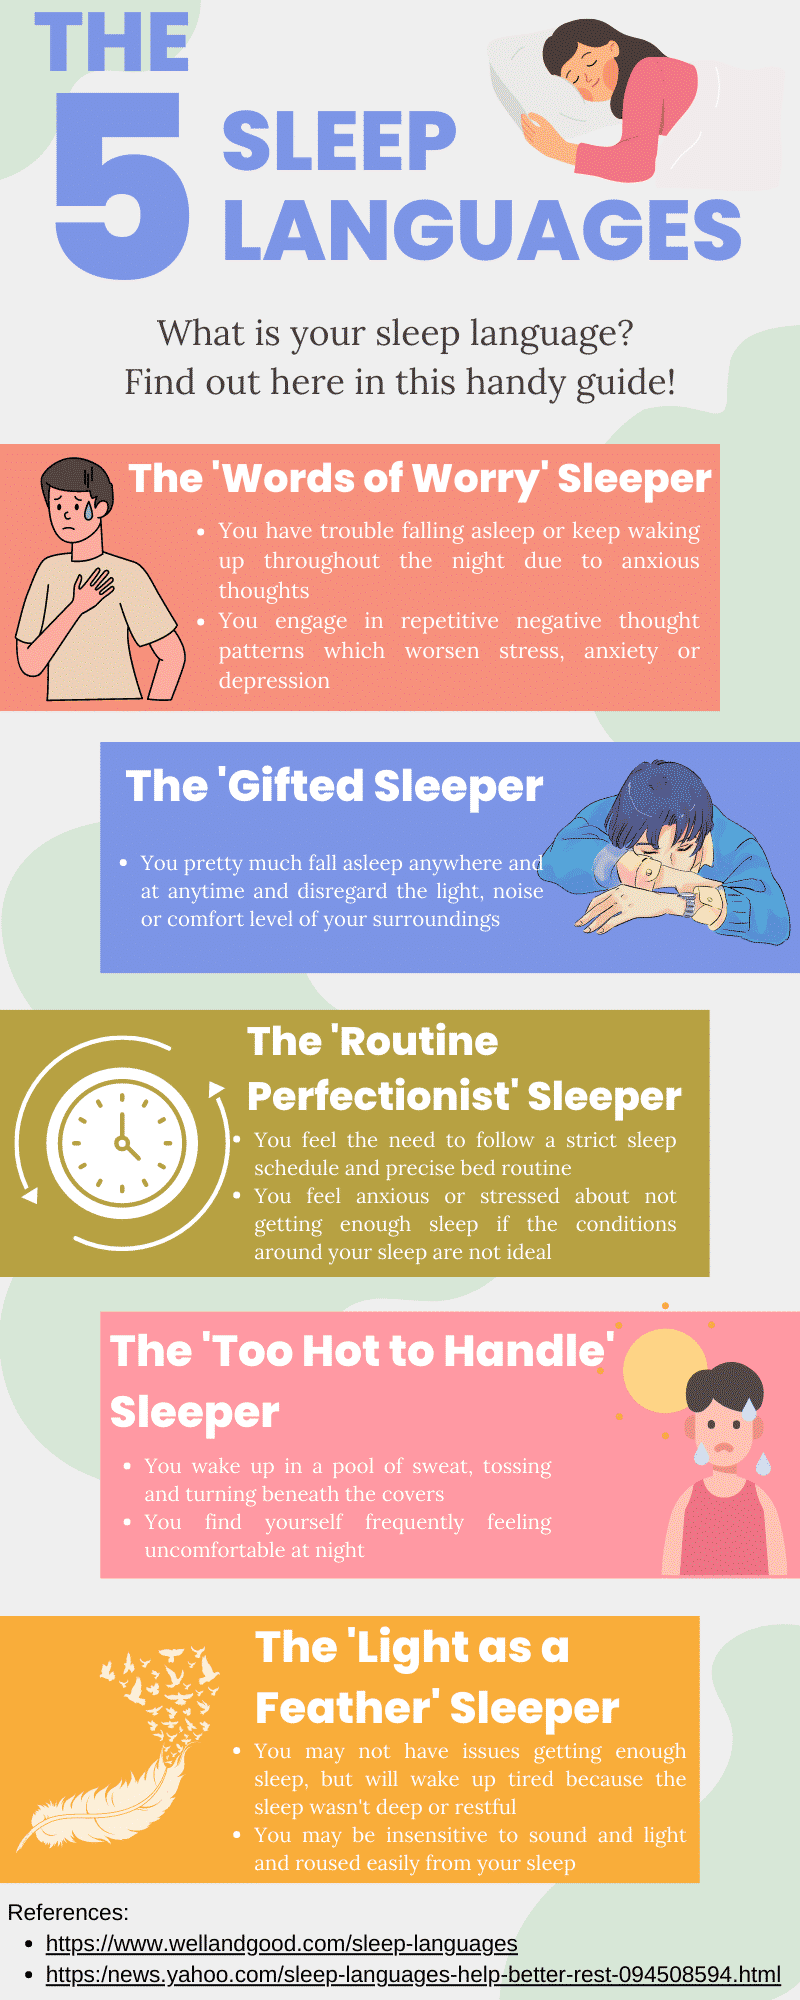 THE
5 SLEEP
LANGUAGES
What is your sleep language?
Find out here in this handy guide!
The 'Words of Worry' Sleeper
• You have trouble falling asleep or keep waking
up throughout the night due to anxious
thoughts
• You engage in repetitive negative thought
patterns which worsen stress, anxiety or
depression
The 'Gifted Sleeper
• You pretty much fall asleep anywhere and
at anytime and disregard the light, noise
or comfort level of your surroundings
The 'Routine
Perfectionist' Sleeper
• You feel the need to follow a strict sleep
schedule and precise bed routine
• You feel anxious or stressed about not
getting enough sleep if the conditions
around your sleep are not ideal
The 'Too Hot to Handle'
Sleeper
• You wake up in a pool of sweat, tossing
and turning beneath the covers
• You find yourself frequently feeling
uncomfortable at night
The 'Light as a
Feather' Sleeper
• You may not have issues getting enough
sleep, but will wake up tired because the
sleep wasn't deep or restful
• You may be insensitive to sound and light
and roused easily from your sleep
References:
• https://www.wellandgood.com/sleep-languages
• https:/news.yahoo.com/sleep-languages-help-better-rest-094508594.html